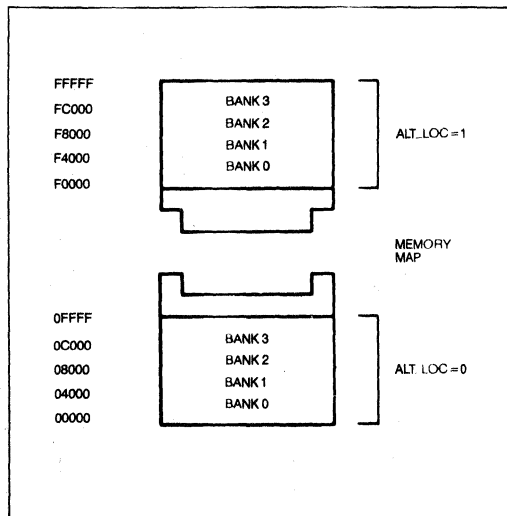 FFFFF
FC000
F8000
F4000
F0000
BANK 3
BANK 2
BANK 1
BANK 0
ALT_LOC = 1
MEMORY
MAP
0FFFF
0C000
08000
04000
00000
BANK 3
BANK 2
BANK 1
BANK 0
ALT LOC = 0